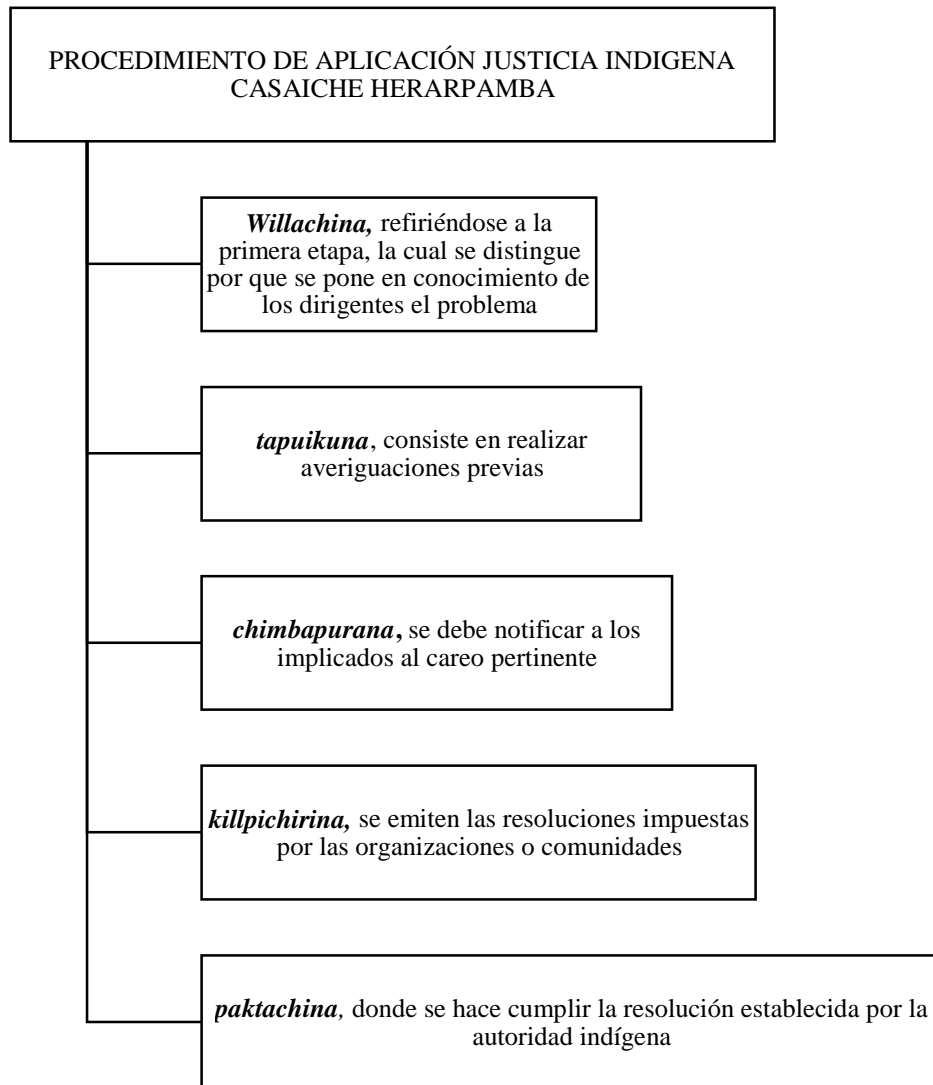 PROCEDIMIENTO DE APLICACIÓN JUSTICIA INDIGENA
CASAICHE HERARPAMBA
Willachina, refiriéndose a la
primera etapa, la cual se distingue
por que se pone en conocimiento de
los dirigentes el problema
tapuikuna, consiste en realizar
averiguaciones previas
chimbapurana, se debe notificar a los
implicados al careo pertinente
killpichirina, se emiten las resoluciones impuestas
por las organizaciones o comunidades
paktachina, donde se hace cumplir la resolución establecida por la
autoridad indígena